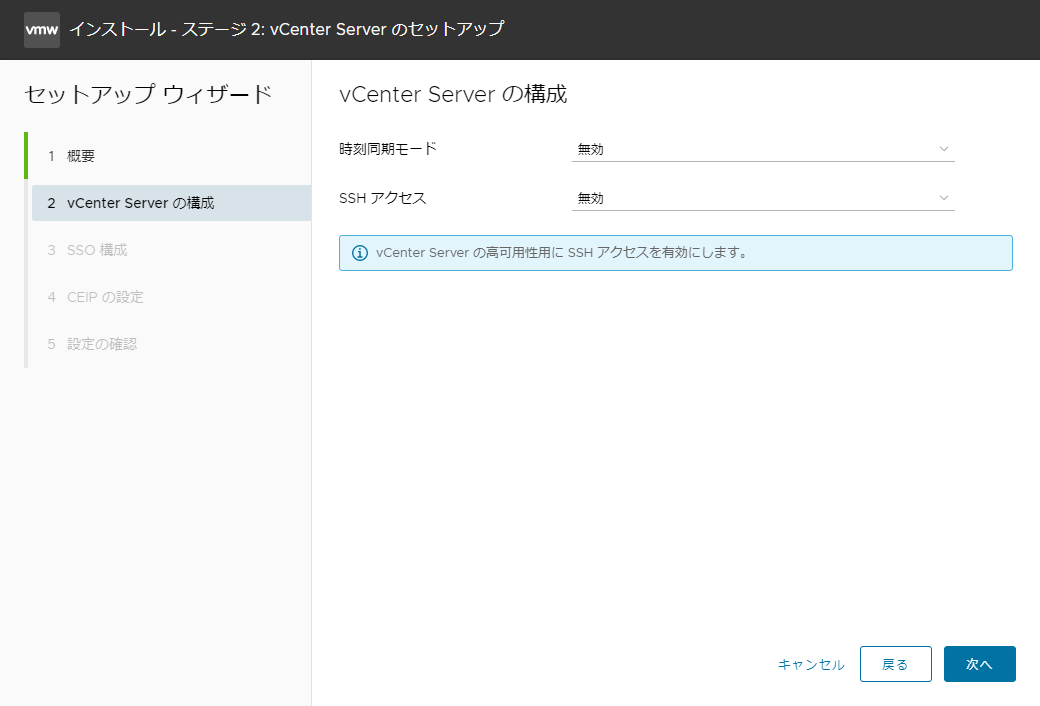 vmw インストール - ステージ 2: vCenter Server のセットアップ
セットアップ ウィザード
1 概要
2 vCenter Server の構成
3 SSO 構成
4 CEIP の設定
5 設定の確認
vCenter Server の構成
時刻同期モード 無効
SSH アクセス 無効
vCenter Server の高可用性用に SSH アクセスを有効にします。
キャンセル 戻る 次へ